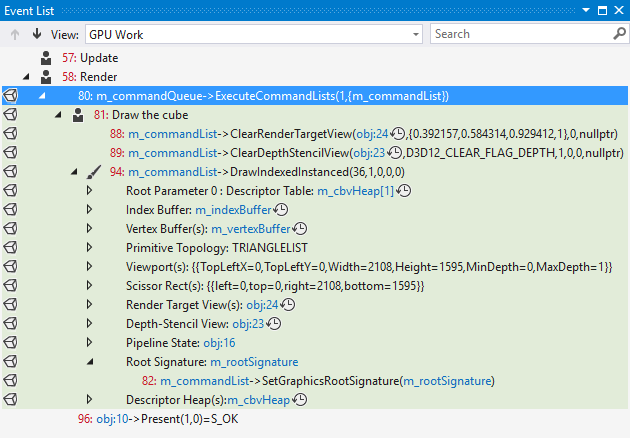 Event List
View: GPU Work Search
57: Update
58: Render
80: m_commandQueue->ExecuteCommandLists(1,{m_commandList})
81: Draw the cube
88: m_commandList->ClearRenderTargetView(obj:24,{0.392157,0.584314,0.929412,1},0,nullptr)
89: m_commandList->ClearDepthStencilView(obj:23,D3D12_CLEAR_FLAG_DEPTH,1,0,0,nullptr)
94: m_commandList->DrawIndexedInstanced(36,1,0,0,0)
Root Parameter 0 : Descriptor Table: m_cbvHeap[1]
Index Buffer: m_indexBuffer
Vertex Buffer(s): m_vertexBuffer
Primitive Topology: TRIANGLELIST
Viewport(s): {{TopLeftX=0,TopLeftY=0,Width=2108,Height=1595,MinDepth=0,MaxDepth=1}}
Scissor Rect(s): {{left=0,top=0,right=2108,bottom=1595}}
Render Target View(s): obj:24
Depth-Stencil View: obj:23
Pipeline State: obj:16
Root Signature: m_rootSignature
82: m_commandList->SetGraphicsRootSignature(m_rootSignature)
Descriptor Heap(s):m_cbvHeap
96: obj:10->Present(1,0)=S_OK